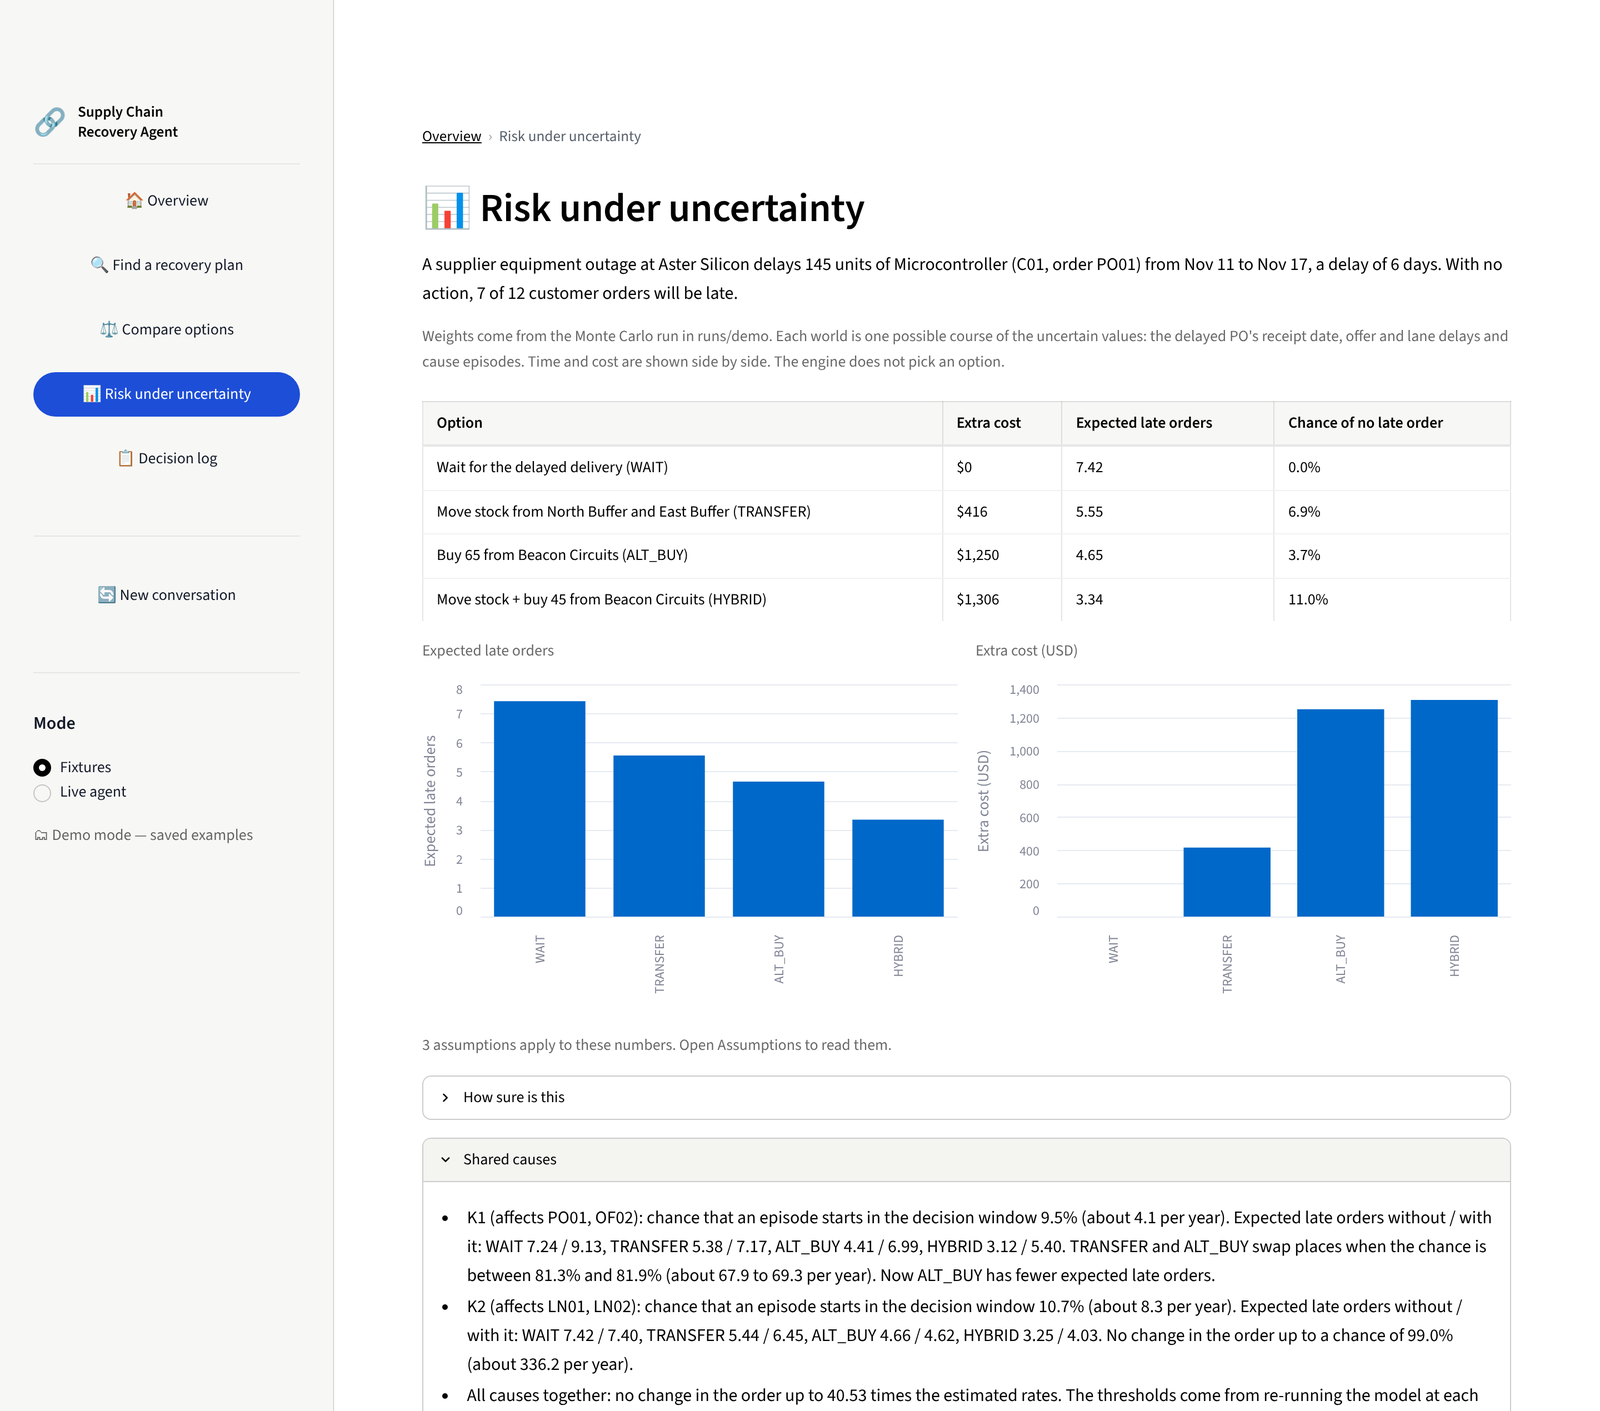 Supply Chain
Recovery Agent
Overview
Find a recovery plan
Compare options
Risk under uncertainty
Decision log
New conversation
Mode
Fixtures
Live agent
Demo mode — saved examples
Overview › Risk under uncertainty
Risk under uncertainty
A supplier equipment outage at Aster Silicon delays 145 units of Microcontroller (C01, order PO01) from Nov 11 to Nov 17, a delay of 6 days. With no
action, 7 of 12 customer orders will be late.
Weights come from the Monte Carlo run in runs/demo. Each world is one possible course of the uncertain values: the delayed PO's receipt date, offer and lane delays and
cause episodes. Time and cost are shown side by side. The engine does not pick an option.
Option Extra cost Expected late orders Chance of no late order
Wait for the delayed delivery (WAIT) $0 7.42 0.0%
Move stock from North Buffer and East Buffer (TRANSFER) $416 5.55 6.9%
Buy 65 from Beacon Circuits (ALT_BUY) $1,250 4.65 3.7%
Move stock + buy 45 from Beacon Circuits (HYBRID) $1,306 3.34 11.0%
Expected late orders
Expected late orders
8
7
6
5
4
3
2
1
0
WAIT
TRANSFER
ALT_BUY
HYBRID
Extra cost (USD)
Extra cost (USD)
1,400
1,200
1,000
800
600
400
200
0
WAIT
TRANSFER
ALT_BUY
HYBRID
3 assumptions apply to these numbers. Open Assumptions to read them.
How sure is this
Shared causes
• K1 (affects PO01, OF02): chance that an episode starts in the decision window 9.5% (about 4.1 per year). Expected late orders without / with
it: WAIT 7.24 / 9.13, TRANSFER 5.38 / 7.17, ALT_BUY 4.41 / 6.99, HYBRID 3.12 / 5.40. TRANSFER and ALT_BUY swap places when the chance is
between 81.3% and 81.9% (about 67.9 to 69.3 per year). Now ALT_BUY has fewer expected late orders.
• K2 (affects LN01, LN02): chance that an episode starts in the decision window 10.7% (about 8.3 per year). Expected late orders without /
with it: WAIT 7.42 / 7.40, TRANSFER 5.44 / 6.45, ALT_BUY 4.66 / 4.62, HYBRID 3.25 / 4.03. No change in the order up to a chance of 99.0%
(about 336.2 per year).
• All causes together: no change in the order up to 40.53 times the estimated rates. The thresholds come from re-running the model at each